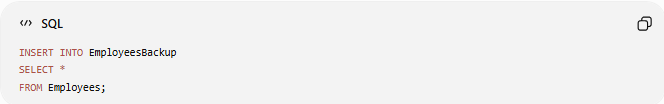 SQL
INSERT INTO EmployeesBackup
SELECT *
FROM Employees;